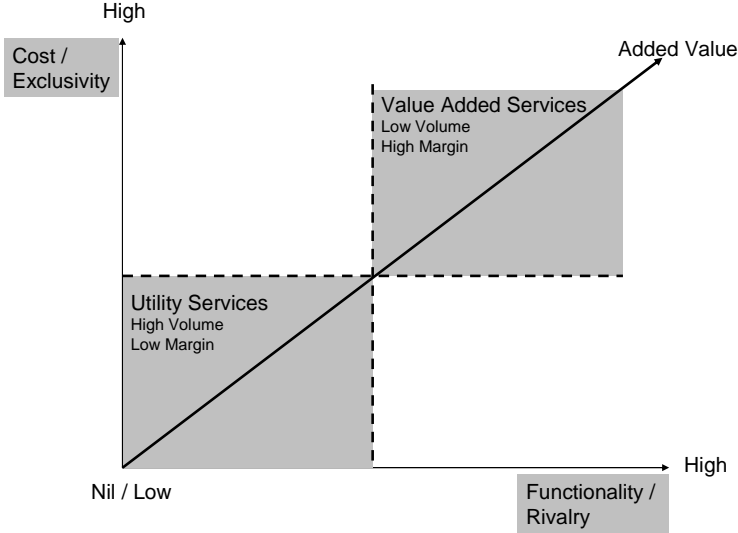 High
Cost /
Exclusivity
Added Value
Value Added Services
Low Volume
High Margin
Utility Services
High Volume
Low Margin
High
Nil / Low
Functionality /
Rivalry